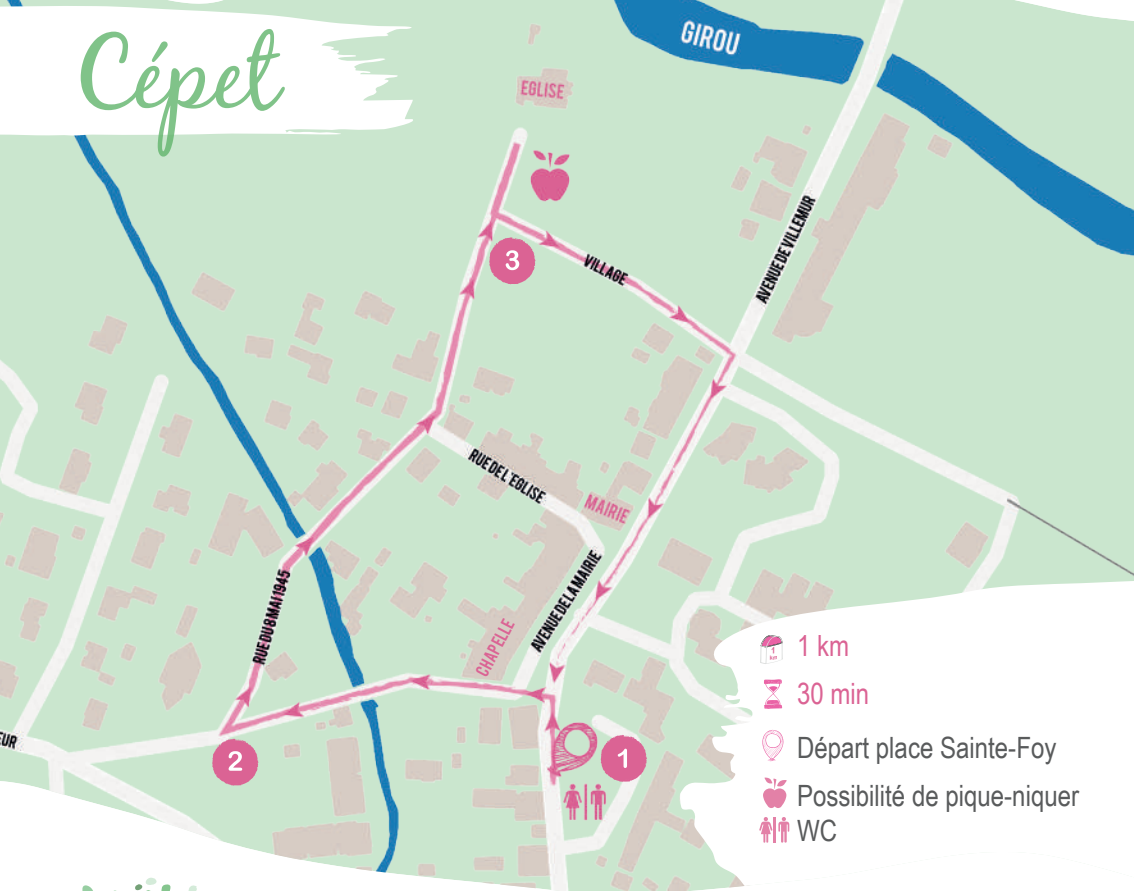 Cépet
GIROU
EGLISE
AVENUE DE VILLEMUR
3
VILLAGE
RUE DE L'EGLISE
MAIRIE
AVENUE DE LA MAIRIE
RUE DU 8 MAI 1945
CHAPELLE
EUR
2
1
1 km
30 min
Départ place Sainte-Foy
Possibilité de pique-niquer
WC